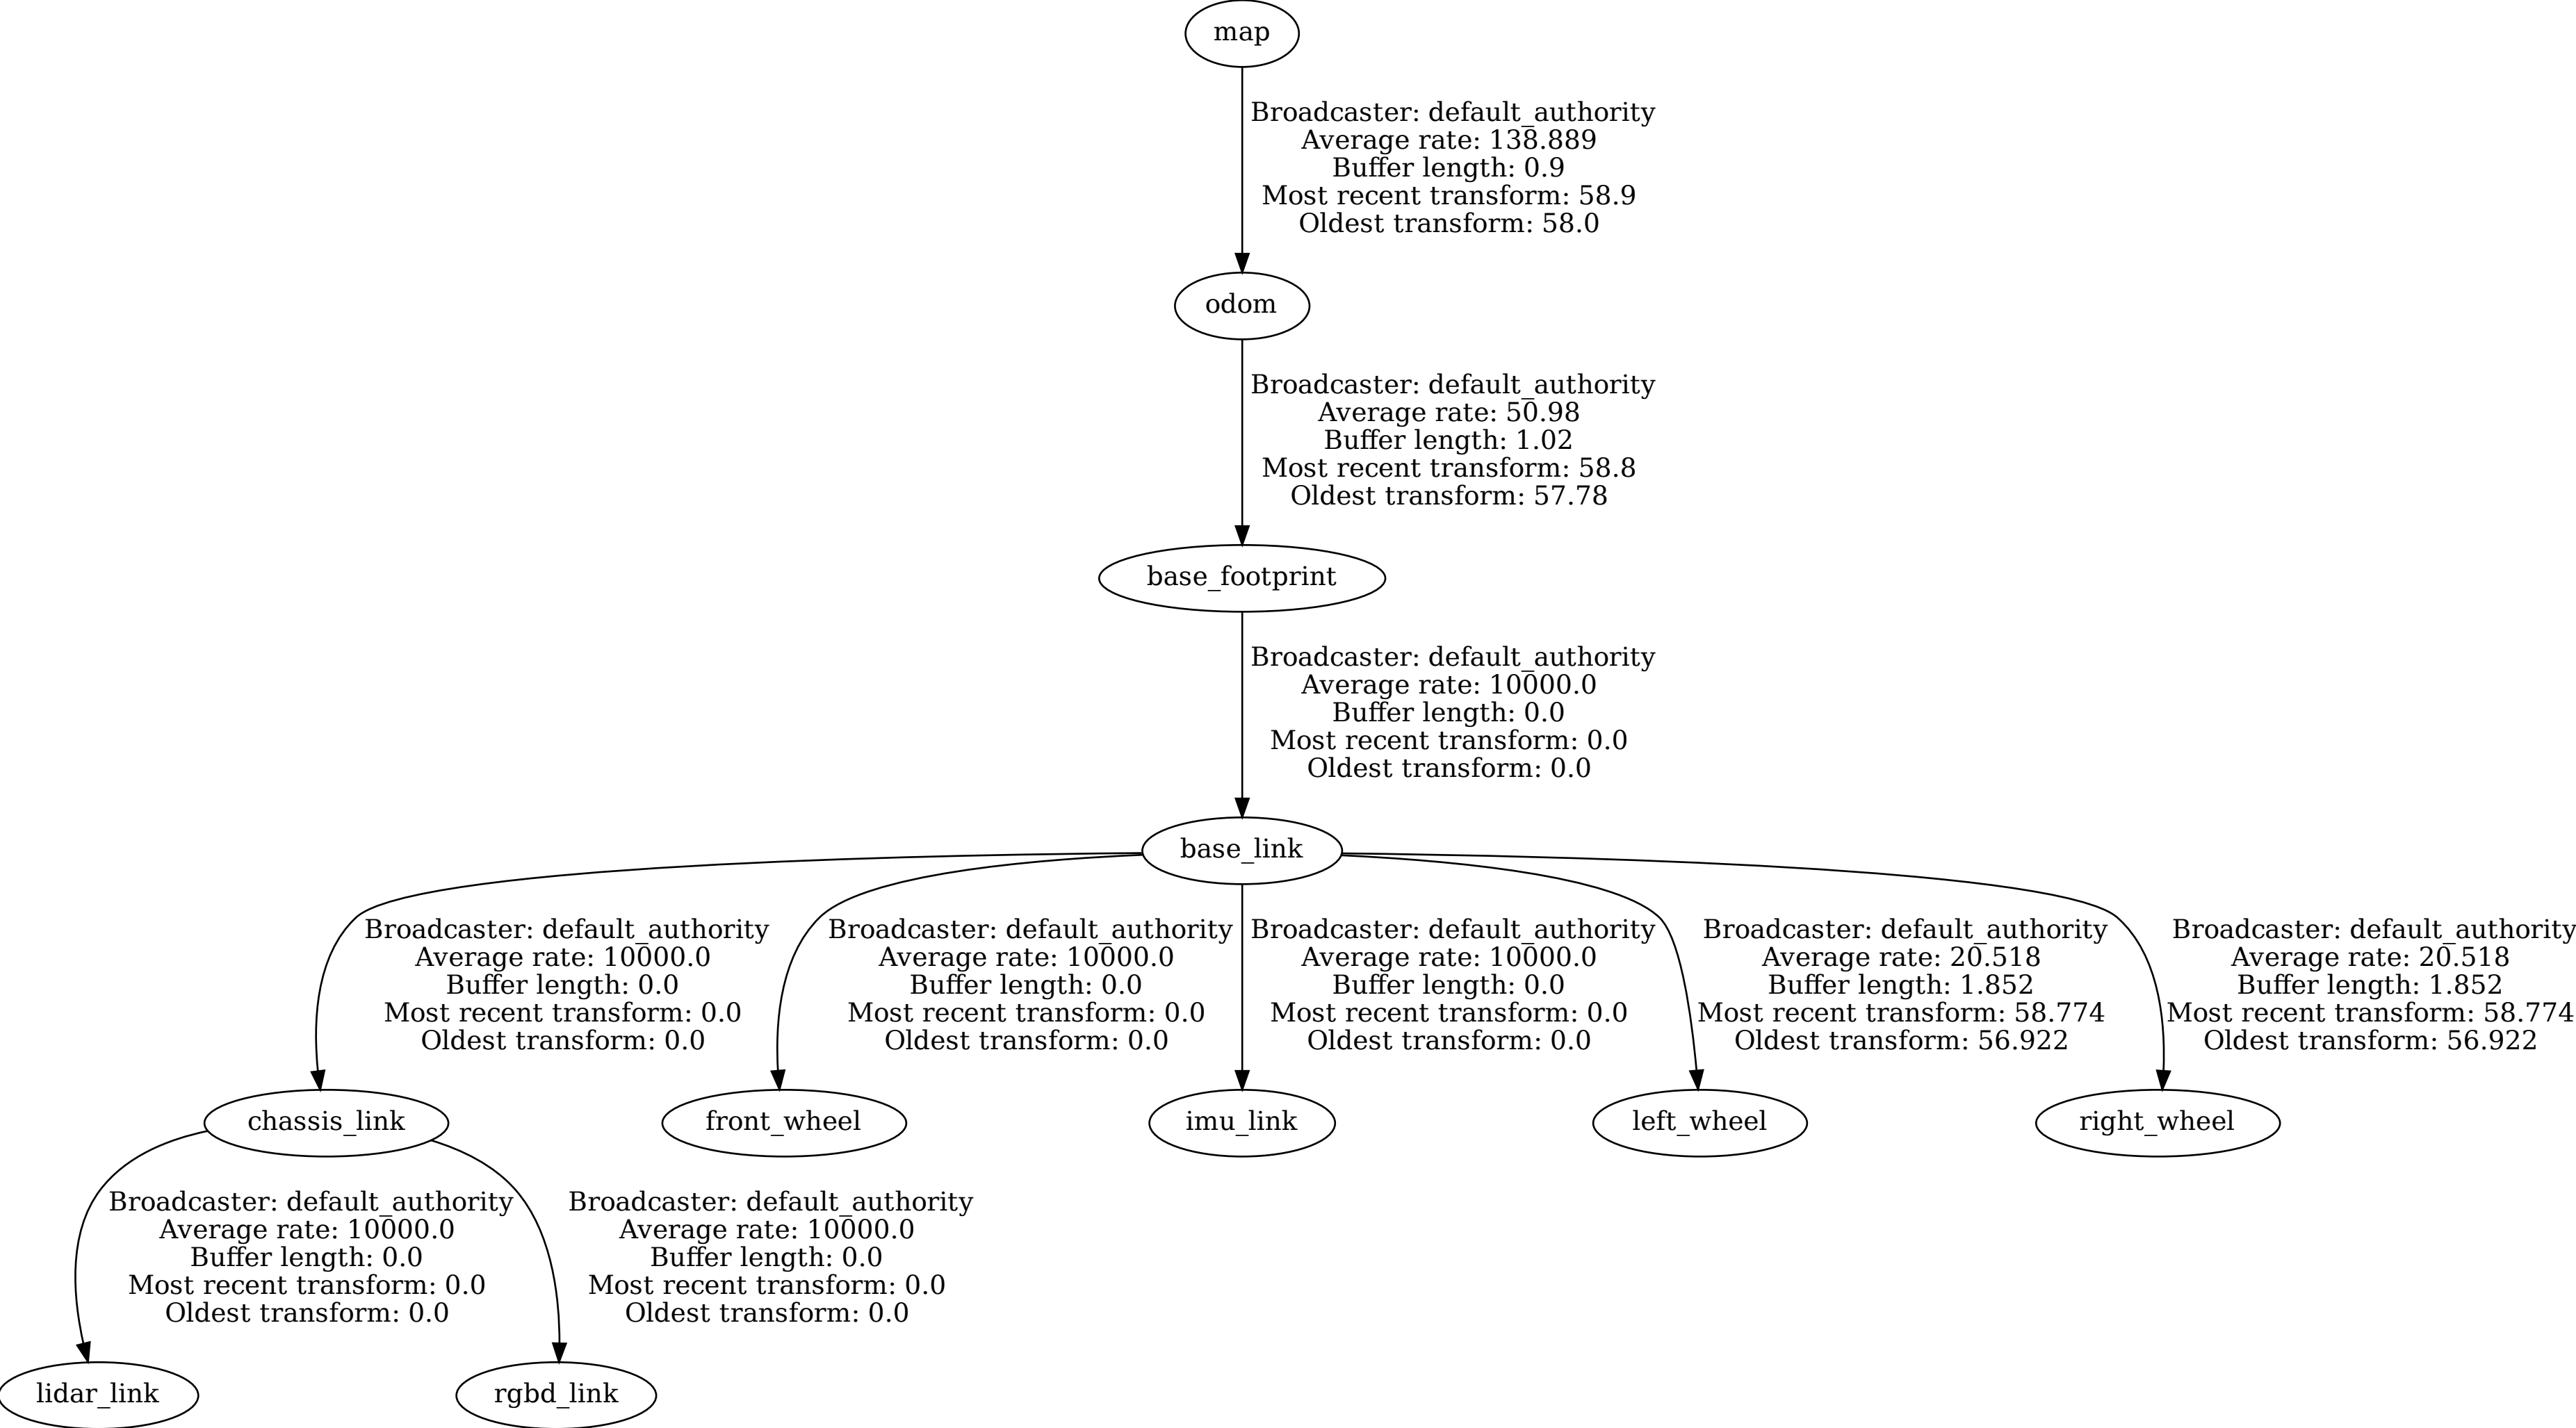 map
Broadcaster: default_authority
Average rate: 138.889
Buffer length: 0.9
Most recent transform: 58.9
Oldest transform: 58.0
odom
Broadcaster: default_authority
Average rate: 50.98
Buffer length: 1.02
Most recent transform: 58.8
Oldest transform: 57.78
base_footprint
Broadcaster: default_authority
Average rate: 10000.0
Buffer length: 0.0
Most recent transform: 0.0
Oldest transform: 0.0
base_link
Broadcaster: default_authority
Average rate: 10000.0
Buffer length: 0.0
Most recent transform: 0.0
Oldest transform: 0.0
Broadcaster: default_authority
Average rate: 10000.0
Buffer length: 0.0
Most recent transform: 0.0
Oldest transform: 0.0
Broadcaster: default_authority
Average rate: 10000.0
Buffer length: 0.0
Most recent transform: 0.0
Oldest transform: 0.0
Broadcaster: default_authority
Average rate: 20.518
Buffer length: 1.852
Most recent transform: 58.774
Oldest transform: 56.922
Broadcaster: default_authority
Average rate: 20.518
Buffer length: 1.852
Most recent transform: 58.774
Oldest transform: 56.922
chassis_link
front_wheel
imu_link
left_wheel
right_wheel
Broadcaster: default_authority
Average rate: 10000.0
Buffer length: 0.0
Most recent transform: 0.0
Oldest transform: 0.0
Broadcaster: default_authority
Average rate: 10000.0
Buffer length: 0.0
Most recent transform: 0.0
Oldest transform: 0.0
lidar_link
rgbd_link